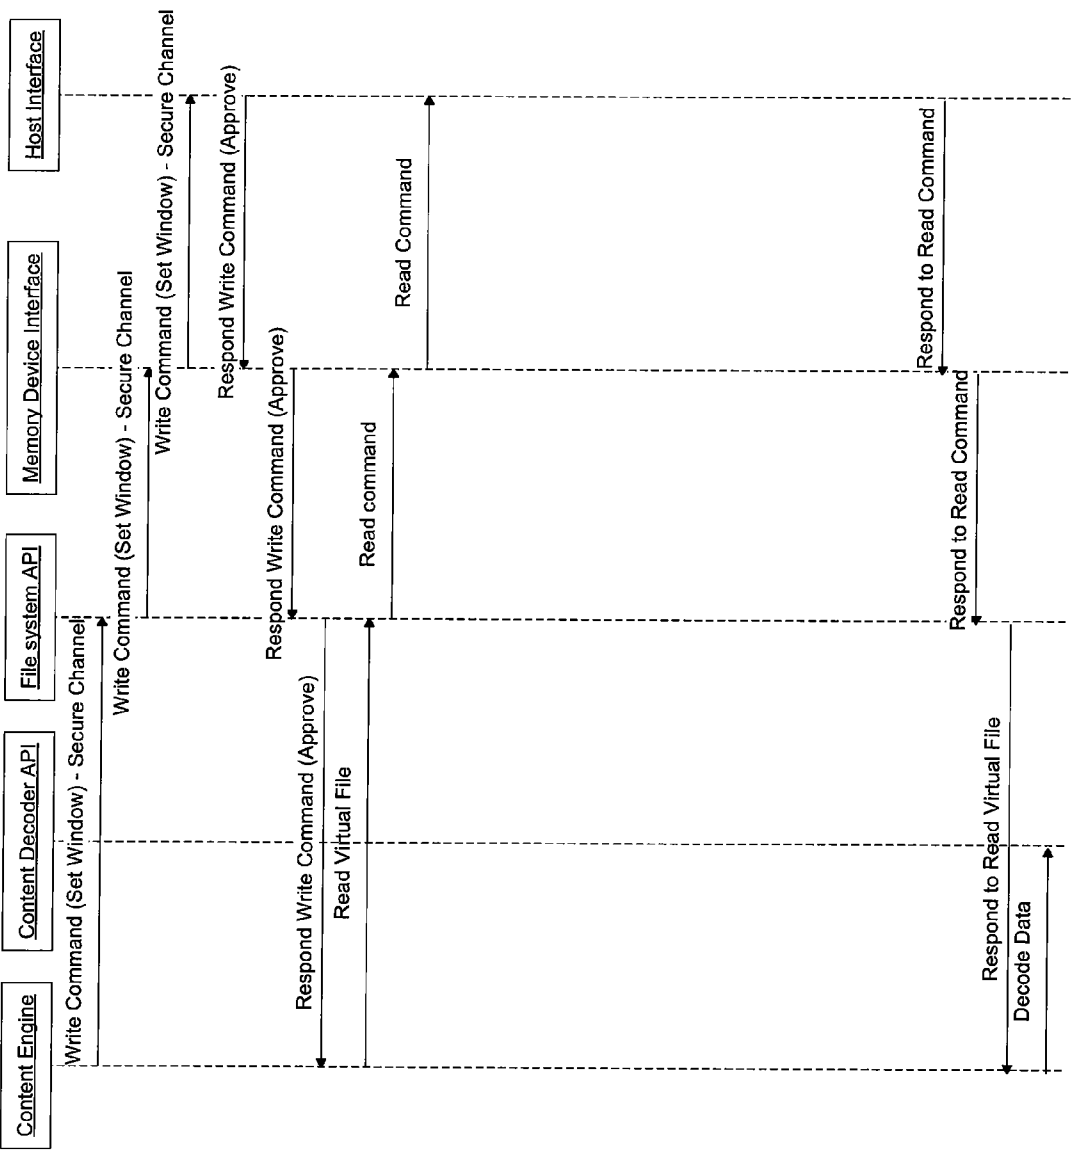 Content Engine
Content Decoder API
File system API
Memory Device Interface
Host Interface
Write Command (Set Window) - Secure Channel
Write Command (Set Window) - Secure Channel
Write Command (Set Window) - Secure Channel
Respond Write Command (Approve)
Respond Write Command (Approve)
Respond Write Command (Approve)
Read Virtual File
Read command
Read Command
Respond to Read Command
Respond to Read Command
Respond to Read Virtual File
Decode Data